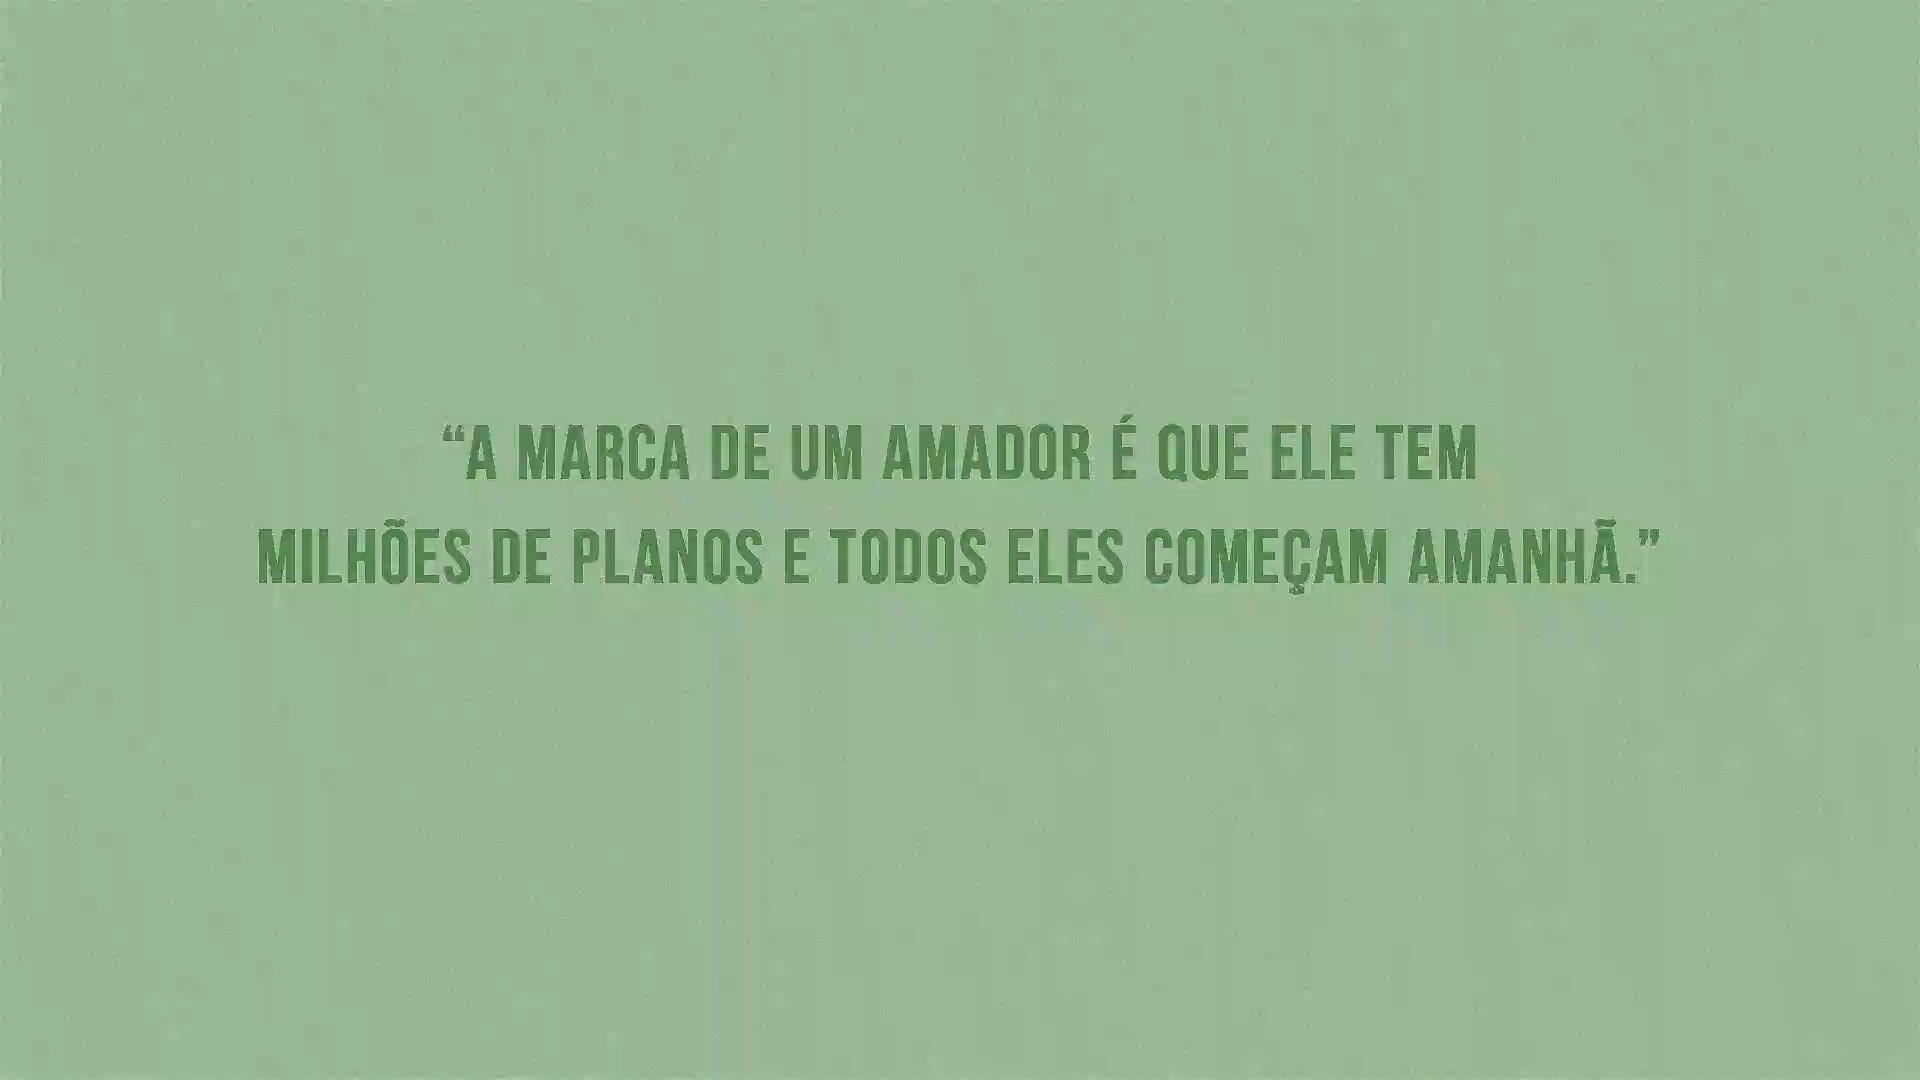 “A MARCA DE UM AMADOR É QUE ELE TEM
MILHÕES DE PLANOS E TODOS ELES COMEÇAM AMANHÃ.”